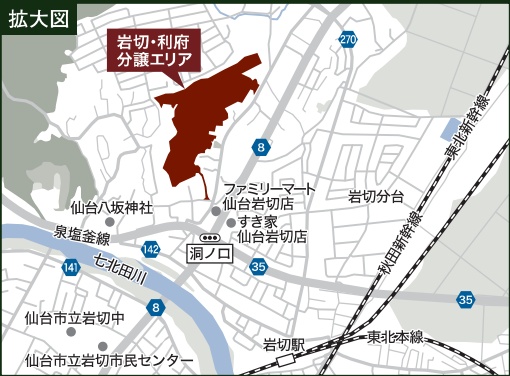 拡大図
岩切・利府
分譲エリア
270
8
東北新幹線
ファミリーマート
仙台岩切店
岩切分台
仙台八坂神社
すき家
仙台岩切店
泉塩釜線
142
洞ノ口
秋田新幹線
141
七北田川
35
35
8
仙台市立岩切中
岩切駅
東北本線
仙台市立岩切市民センター